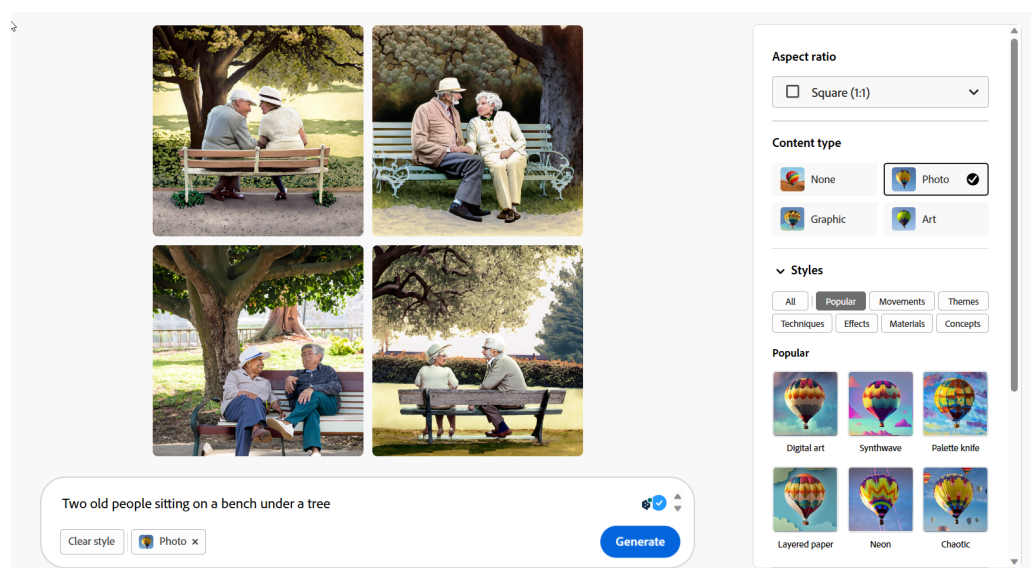 Aspect ratio
Square (1:1)
Content type
None
Photo
Graphic
Art
Styles
All
Popular
Movements
Themes
Techniques
Effects
Materials
Concepts
Popular
Digital art
Synthwave
Palette knife
Layered paper
Neon
Chaotic
Two old people sitting on a bench under a tree
Clear style
Photo ×
Generate